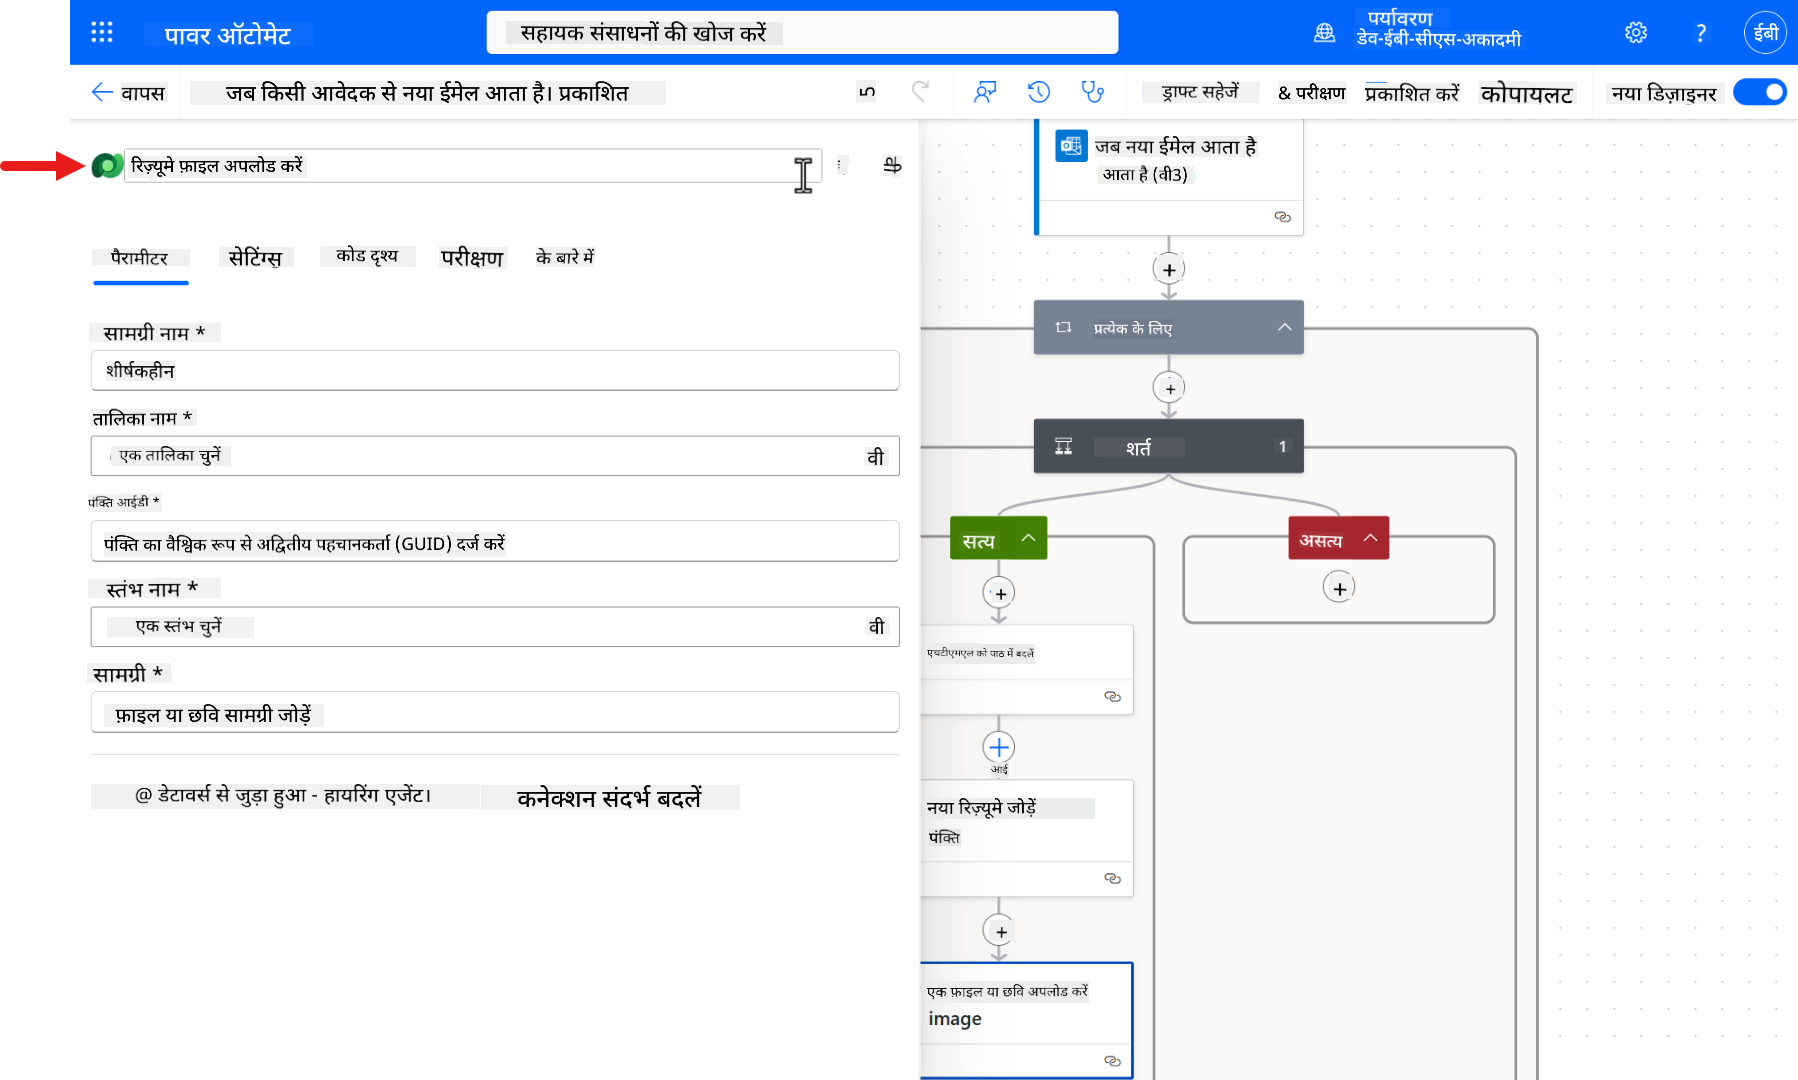 पावर ऑटोमेट
सहायक संसाधनों की खोज करें
पर्यावरण
डेव-ईबी-सीएस-अकादमी
?
ईबी
वापस
जब किसी आवेदक से नया ईमेल आता है। प्रकाशित
ड्राफ्ट सहेजें
& परीक्षण
प्रकाशित करें
कोपायलट
नया डिज़ाइनर
रिज़्यूमे फ़ाइल अपलोड करें
पैरामीटर
सेटिंग्स
कोड दृश्य
परीक्षण
के बारे में
सामग्री नाम *
शीर्षकहीन
तालिका नाम *
एक तालिका चुनें
वी
पंक्ति आईडी *
पंक्ति का वैश्विक रूप से अद्वितीय पहचानकर्ता (GUID) दर्ज करें
स्तंभ नाम *
एक स्तंभ चुनें
वी
सामग्री *
फ़ाइल या छवि सामग्री जोड़ें
@ डेटावर्स से जुड़ा हुआ - हायरिंग एजेंट।
कनेक्शन संदर्भ बदलें
जब नया ईमेल आता है
आता है (वी3)
प्रत्येक के लिए
शर्त
1
सत्य
असत्य
एचटीएमएल को पाठ में बदलें
आई
नया रिज़्यूमे जोड़ें
पंक्ति
एक फ़ाइल या छवि अपलोड करें
image